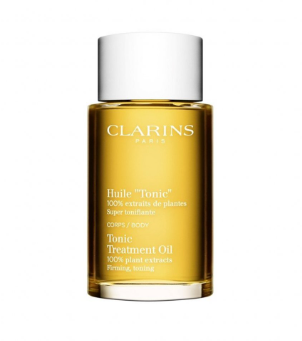 CLARINS
PARIS
Huile "Tonic"
100% extraits de plantes
Super tonifiante
CORPS / BODY
Tonic
Treatment Oil
100% plant extracts
Firming, toning